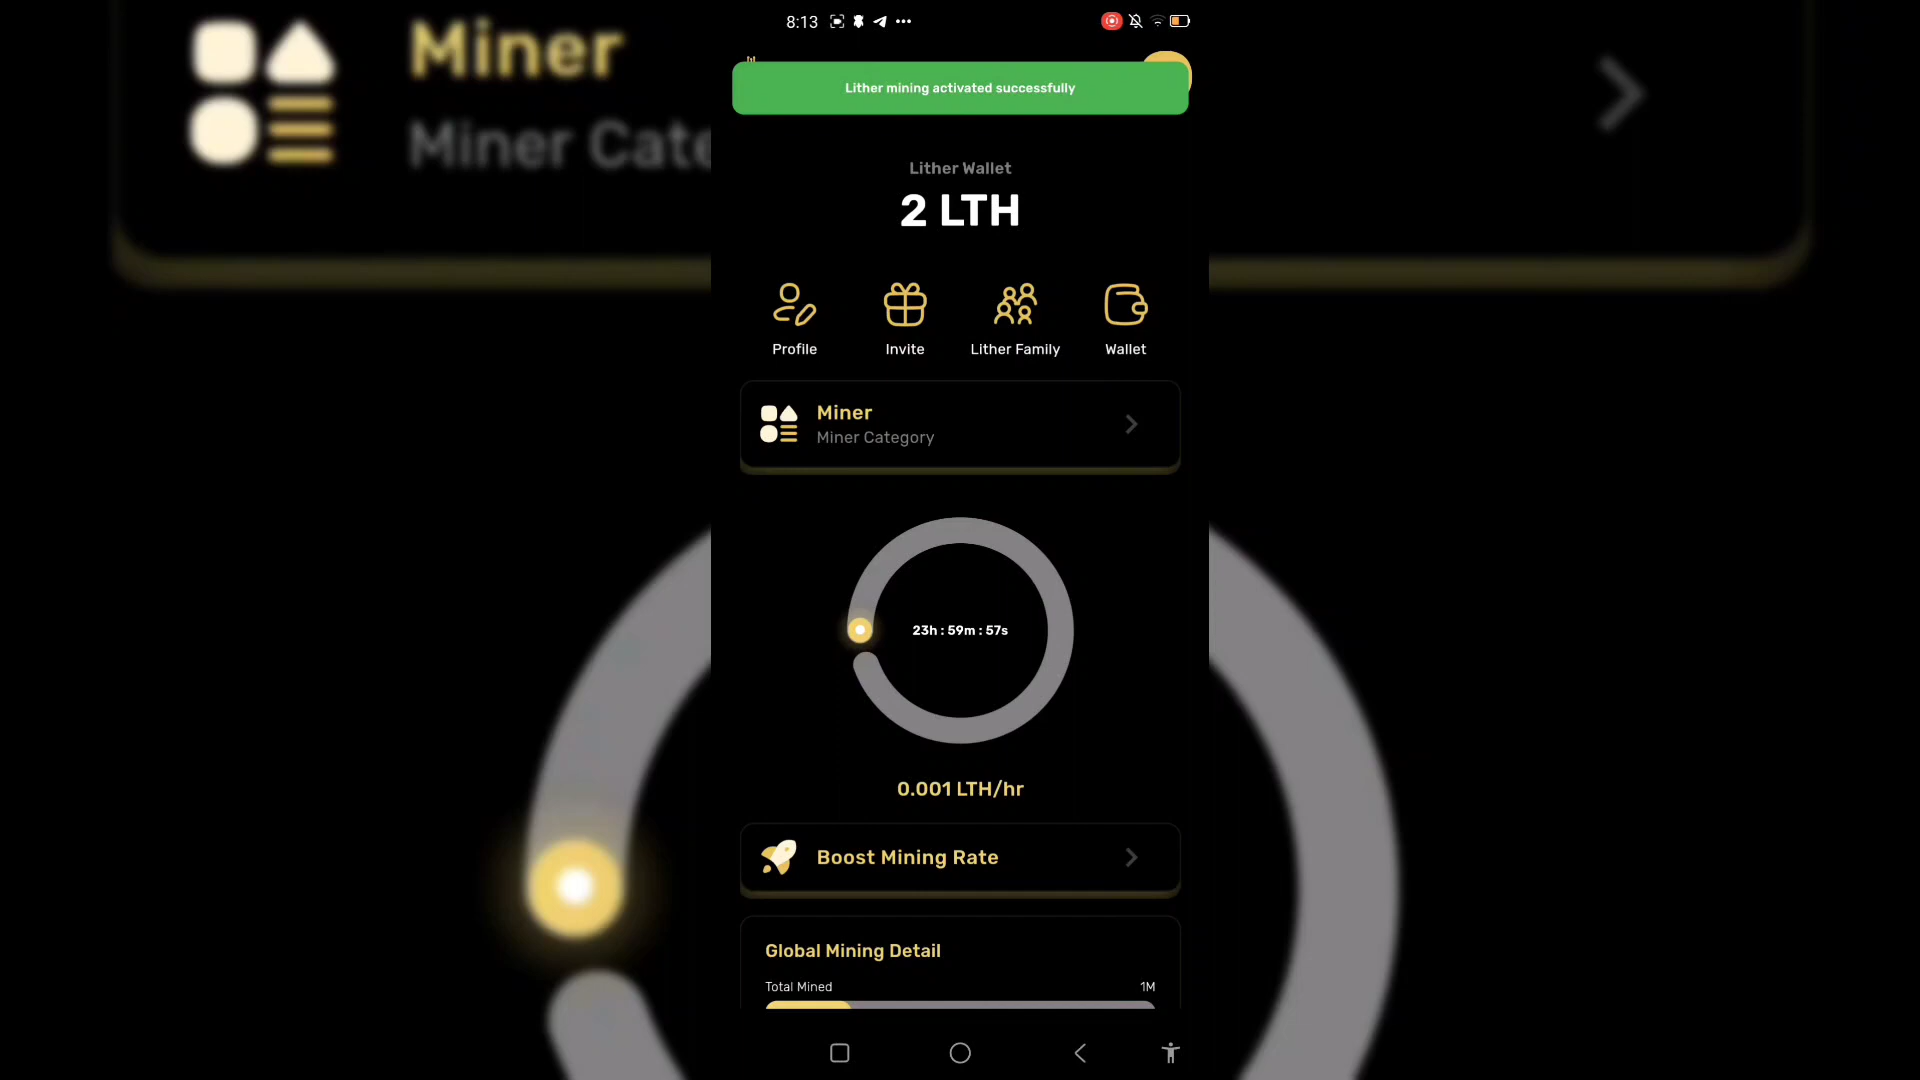 8:13
Lither mining activated successfully
Lither Wallet
2 LTH
Profile
Invite
Lither Family
Wallet
Miner
Miner Category
23h : 59m : 57s
0.001 LTH/hr
Boost Mining Rate
Global Mining Detail
Total Mined
1M
Miner
Miner Cate